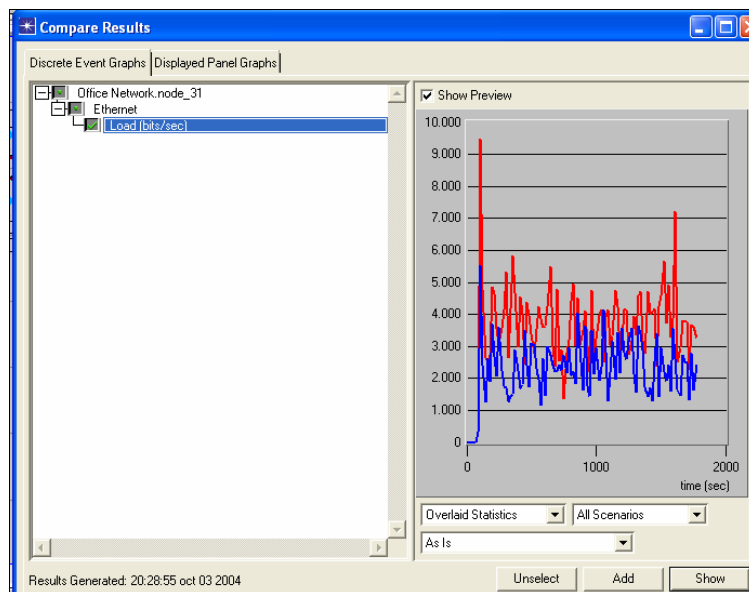 Compare Results
Discrete Event Graphs Displayed Panel Graphs
Office Network.node_31
Ethernet
Load (bits/sec)
Show Preview
10.000
9.000
8.000
7.000
6.000
5.000
4.000
3.000
2.000
1.000
0
0 1000 2000
time (sec)
Overlaid Statistics All Scenarios
As Is
Results Generated: 20:28:55 oct 03 2004
Unselect Add Show